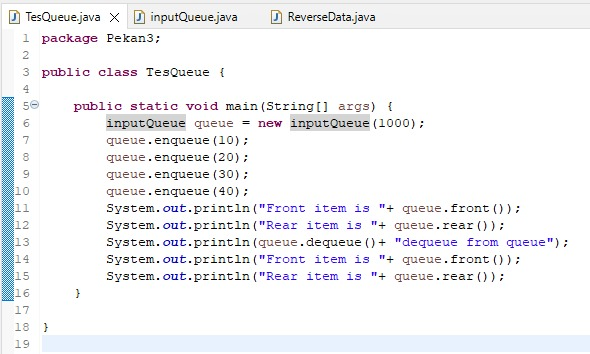 TesQueue.java inputQueue.java ReverseData.java
1 package Pekan3;
2
3 public class TesQueue {
4
5 public static void main(String[] args) {
6 inputQueue queue = new inputQueue(1000);
7 queue.enqueue(10);
8 queue.enqueue(20);
9 queue.enqueue(30);
10 queue.enqueue(40);
11 System.out.println("Front item is "+ queue.front());
12 System.out.println("Rear item is "+ queue.rear());
13 System.out.println(queue.dequeue()+ "dequeue from queue");
14 System.out.println("Front item is "+ queue.front());
15 System.out.println("Rear item is "+ queue.rear());
16 }
17
18 }
19